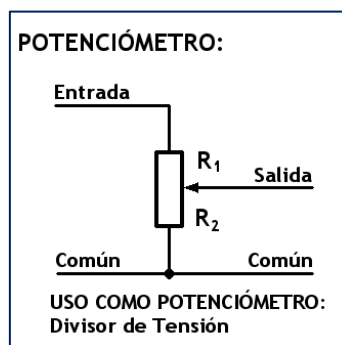 POTENCIÓMETRO:
Entrada
R1
Salida
R2
Común Común
USO COMO POTENCIÓMETRO:
Divisor de Tensión